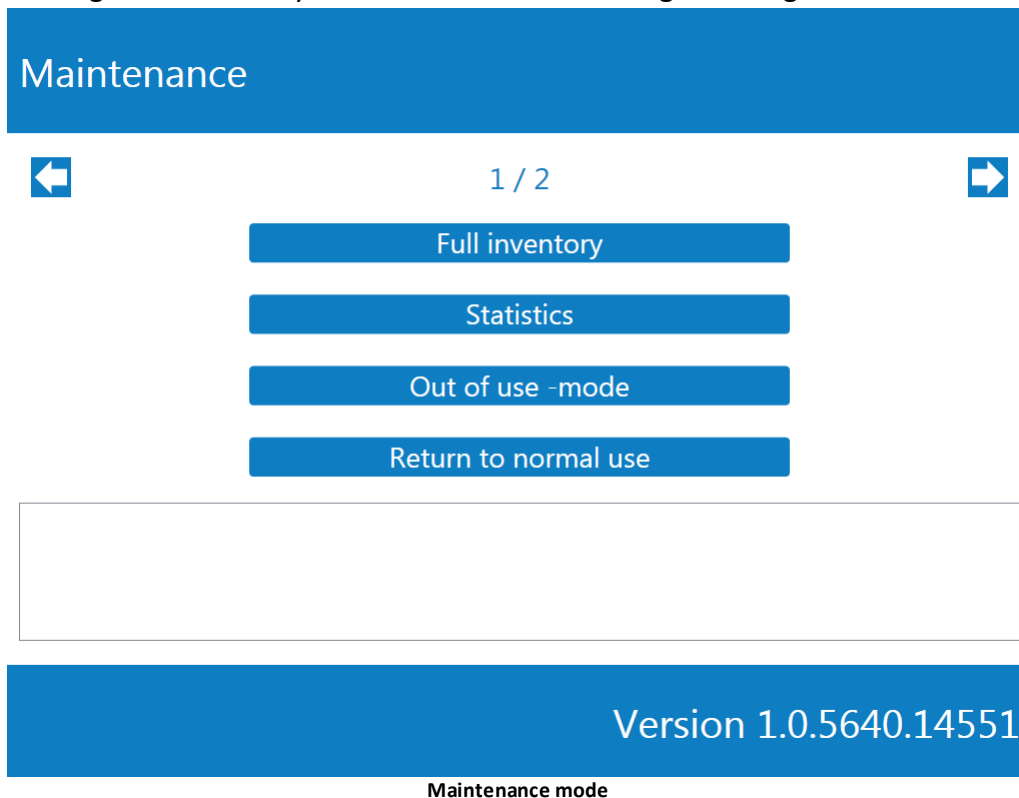 Maintenance
1 / 2
Full inventory
Statistics
Out of use -mode
Return to normal use
Version 1.0.5640.14551
Maintenance mode